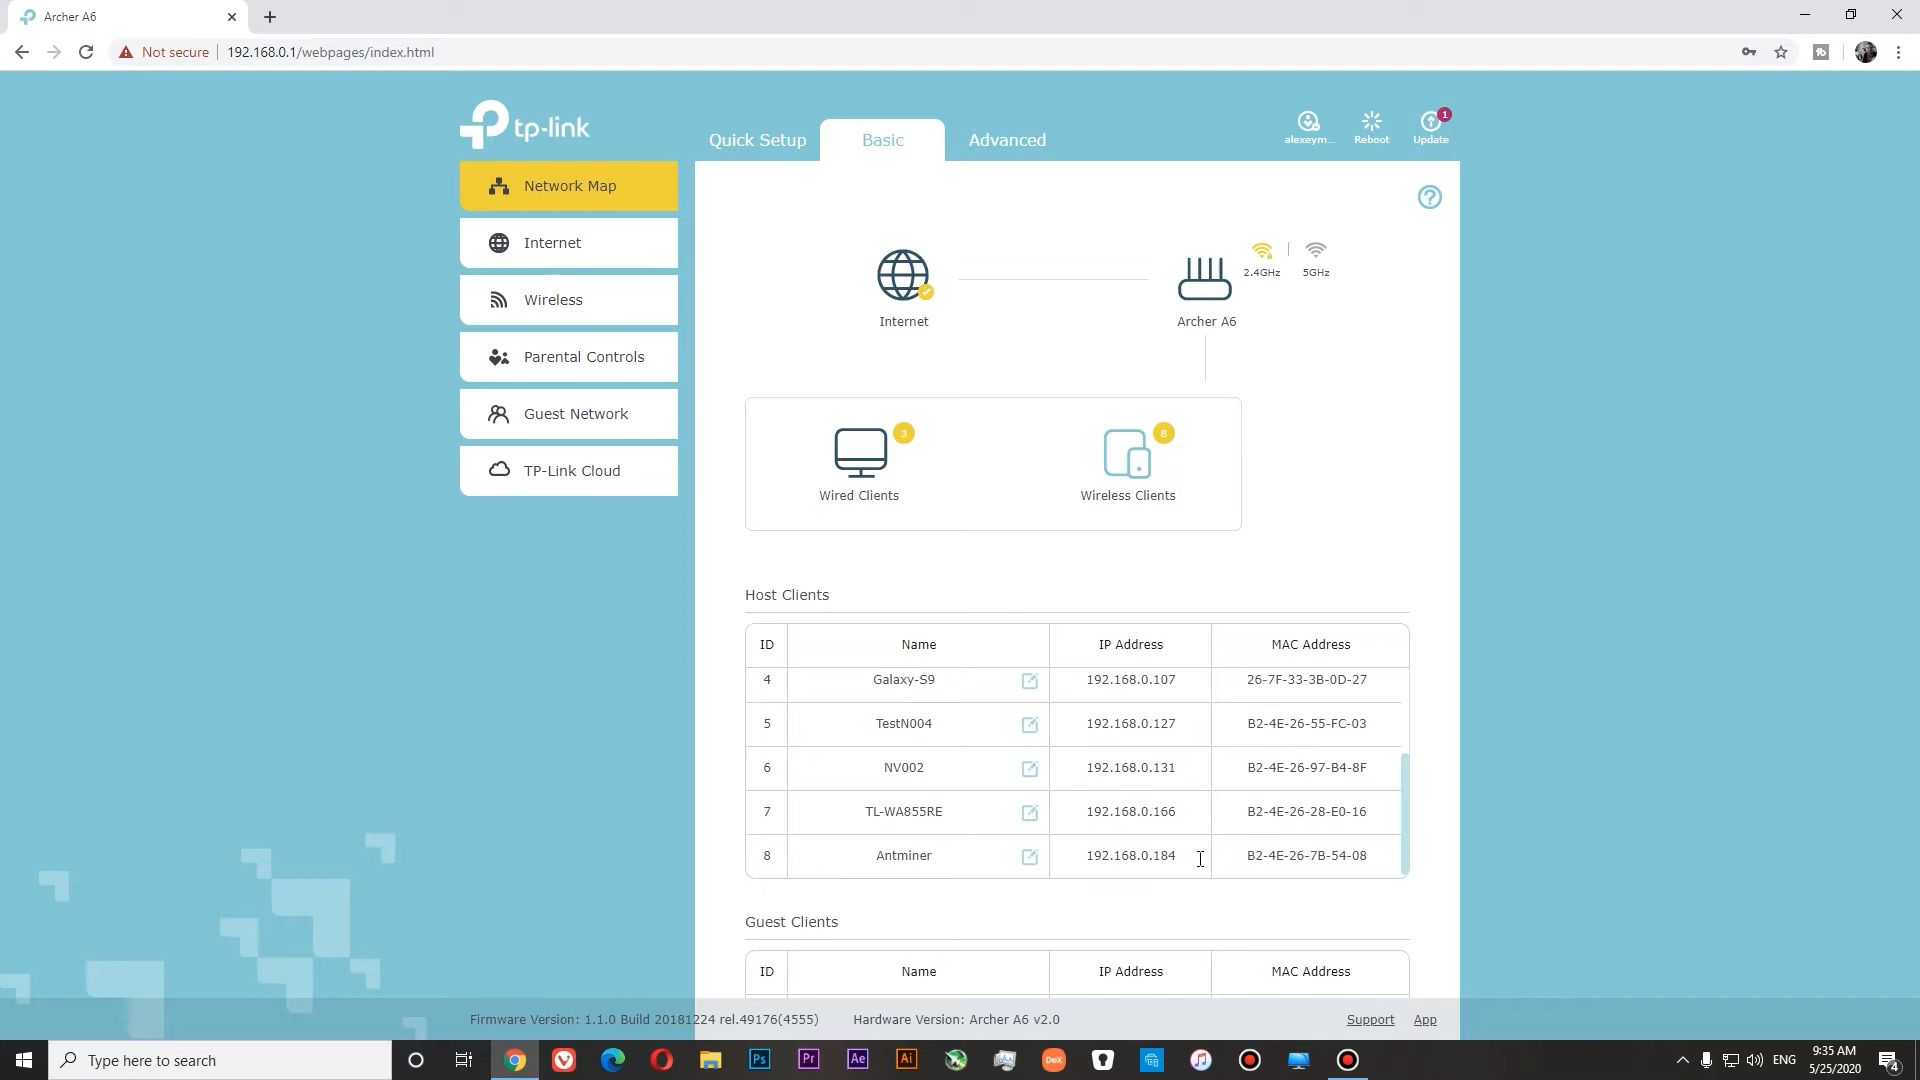 Archer A6
Not secure 192.168.0.1/webpages/index.html
tp-link
Quick Setup Basic Advanced
alexeym... Reboot Update 1
Network Map
Internet
Wireless
Parental Controls
Guest Network
TP-Link Cloud
?
2.4GHz 5GHz
Internet Archer A6
3 8
Wired Clients Wireless Clients
Host Clients
ID Name IP Address MAC Address
4 Galaxy-S9 192.168.0.107 26-7F-33-3B-0D-27
5 TestN004 192.168.0.127 B2-4E-26-55-FC-03
6 NV002 192.168.0.131 B2-4E-26-97-B4-8F
7 TL-WA855RE 192.168.0.166 B2-4E-26-28-E0-16
8 Antminer 192.168.0.184 B2-4E-26-7B-54-08
Guest Clients
ID Name IP Address MAC Address
Firmware Version: 1.1.0 Build 20181224 rel.49176(4555) Hardware Version: Archer A6 v2.0 Support App
Type here to search
Ps Pr Ae Ai DeX
ENG
9:35 AM
5/25/2020
4